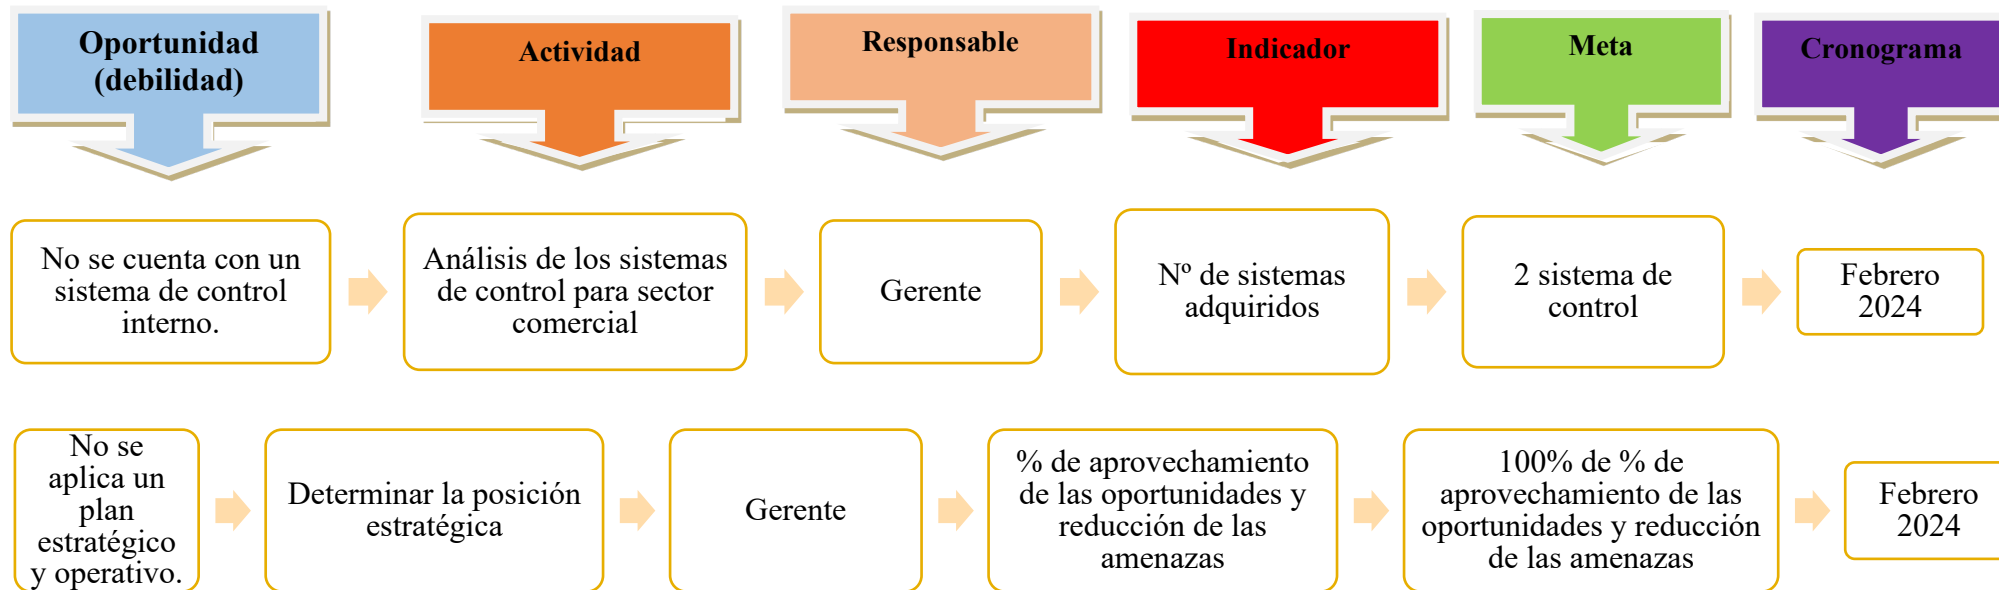 Oportunidad
(debilidad)
Actividad
Responsable
Indicador
Meta
Cronograma
No se cuenta con un
sistema de control
interno.
Análisis de los sistemas
de control para sector
comercial
Gerente
Nº de sistemas
adquiridos
2 sistema de
control
Febrero
2024
No se
aplica un
plan
estratégico
y operativo.
Determinar la posición
estratégica
Gerente
% de aprovechamiento
de las oportunidades y
reducción de las
amenazas
100% de % de
aprovechamiento de las
oportunidades y reducción
de las amenazas
Febrero
2024